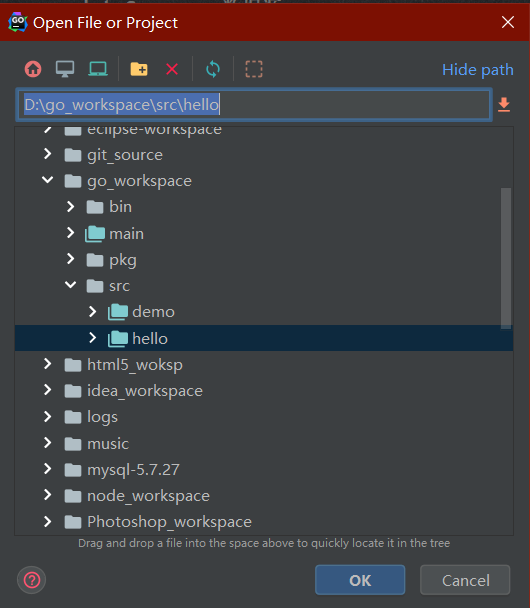 GO Open File or Project
Hide path
D:\go_workspace\src\hello
eclipse-workspace
git_source
go_workspace
bin
main
pkg
src
demo
hello
html5_woksp
idea_workspace
logs
music
mysql-5.7.27
node_workspace
Photoshop_workspace
Drag and drop a file into the space above to quickly locate it in the tree
?
OK
Cancel